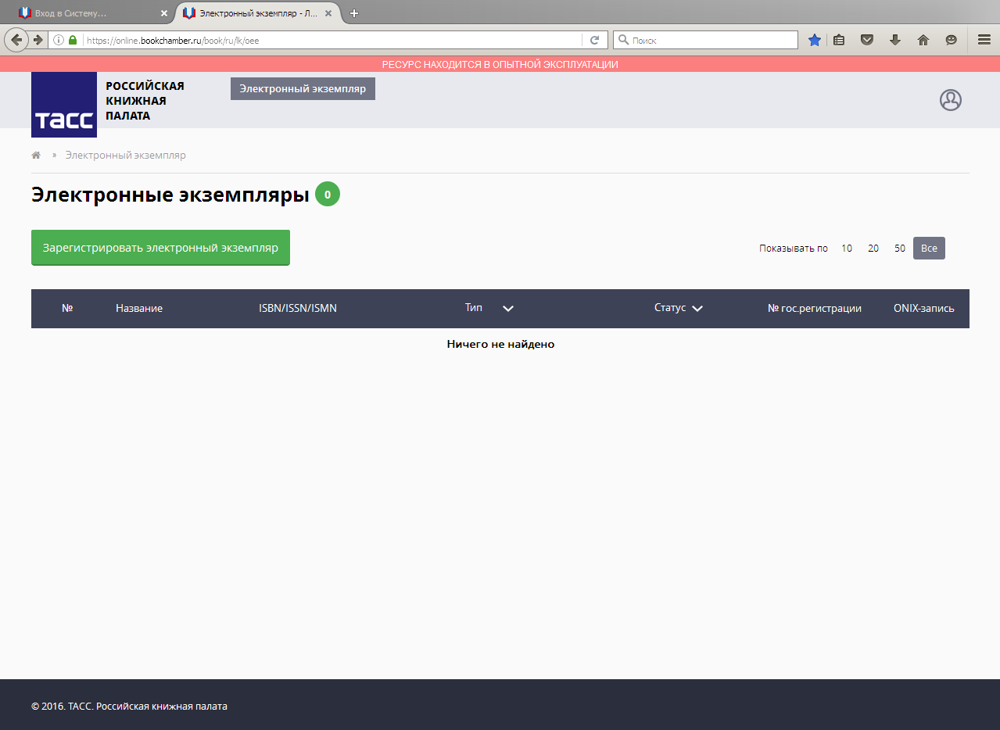 Вход в Систему...
Электронный экземпляр - Л...
https://online.bookchamber.ru/book/ru/lk/oee
Поиск
РЕСУРС НАХОДИТСЯ В ОПЫТНОЙ ЭКСПЛУАТАЦИИ
ТАСС
РОССИЙСКАЯ
КНИЖНАЯ
ПАЛАТА
Электронный экземпляр
» Электронный экземпляр
Электронные экземпляры 0
Зарегистрировать электронный экземпляр
Показывать по 10 20 50 Все
№ Название ISBN/ISSN/ISMN Тип Статус № гос.регистрации ONIX-запись
Ничего не найдено
© 2016. ТАСС. Российская книжная палата